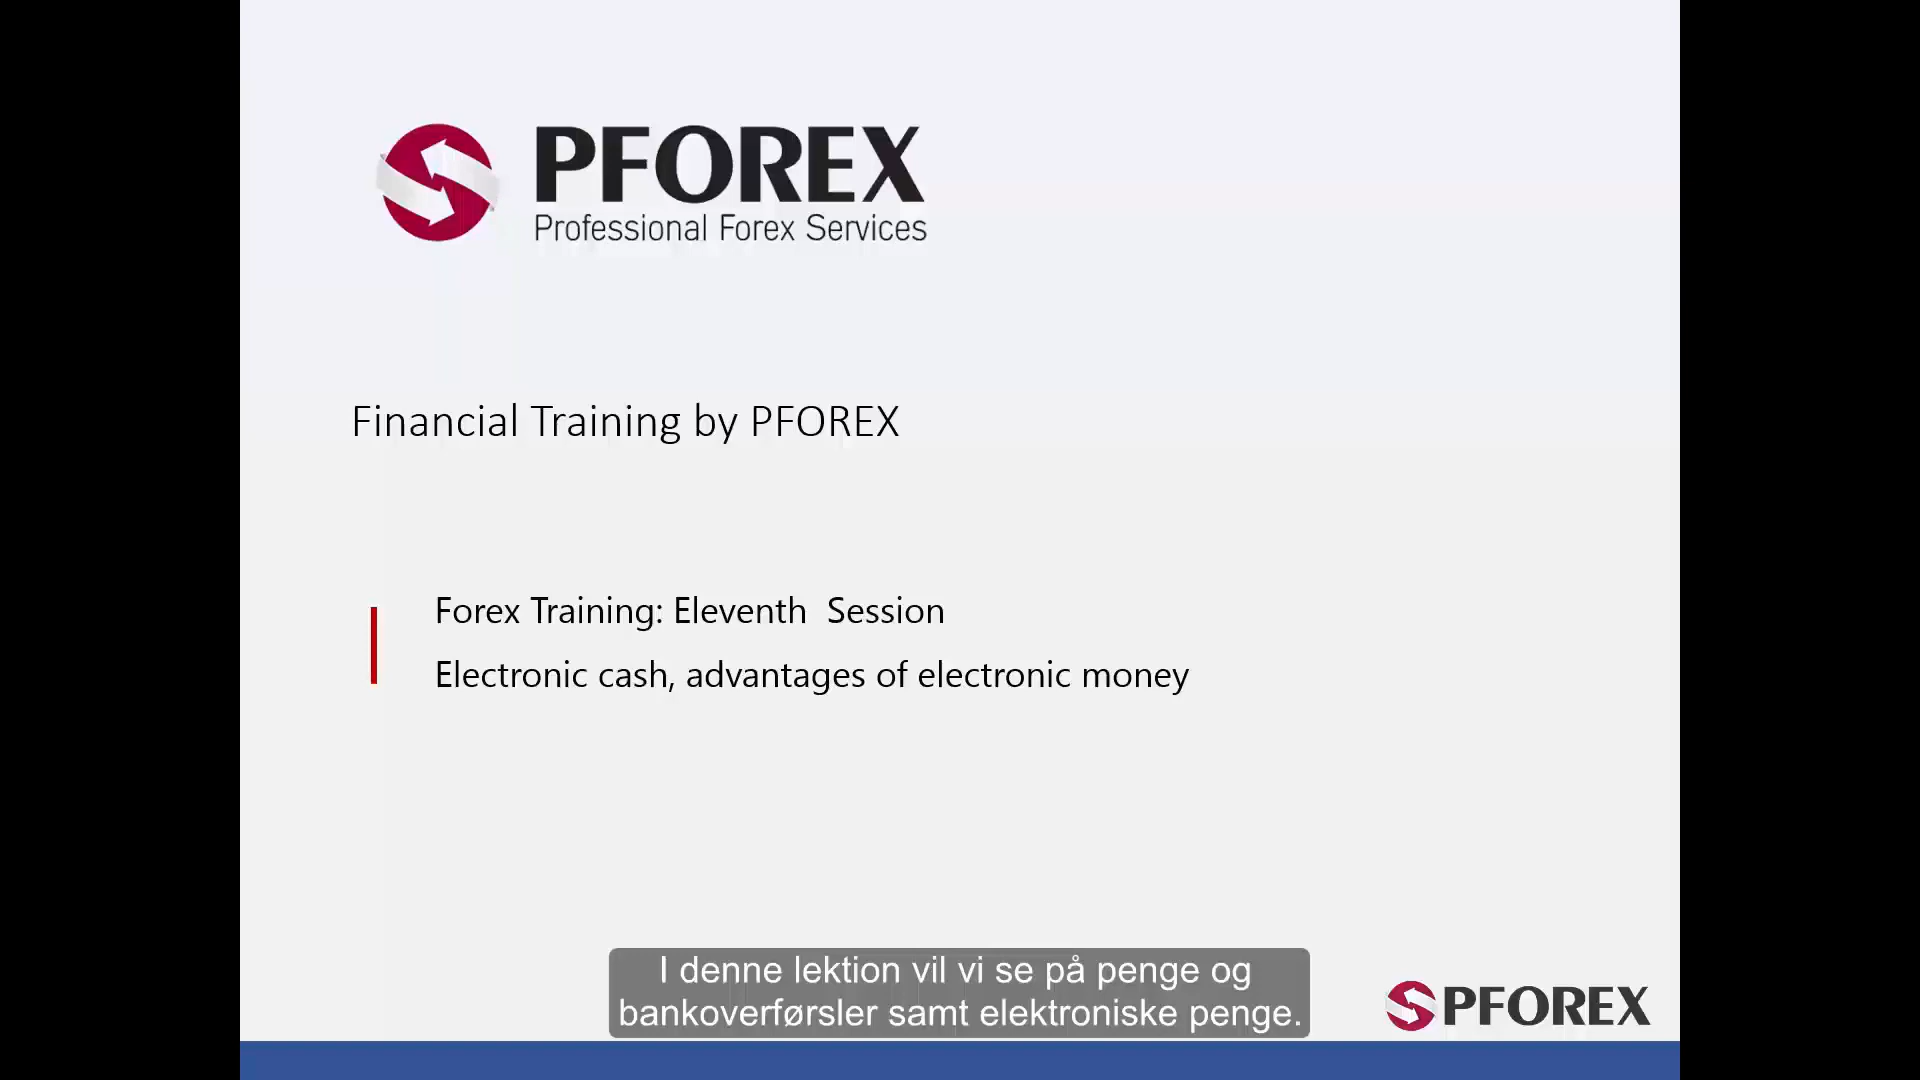 PFOREX
Professional Forex Services
Financial Training by PFOREX
Forex Training: Eleventh  Session
Electronic cash, advantages of electronic money
I denne lektion vil vi se på penge og
bankoverførsler samt elektroniske penge.
PFOREX